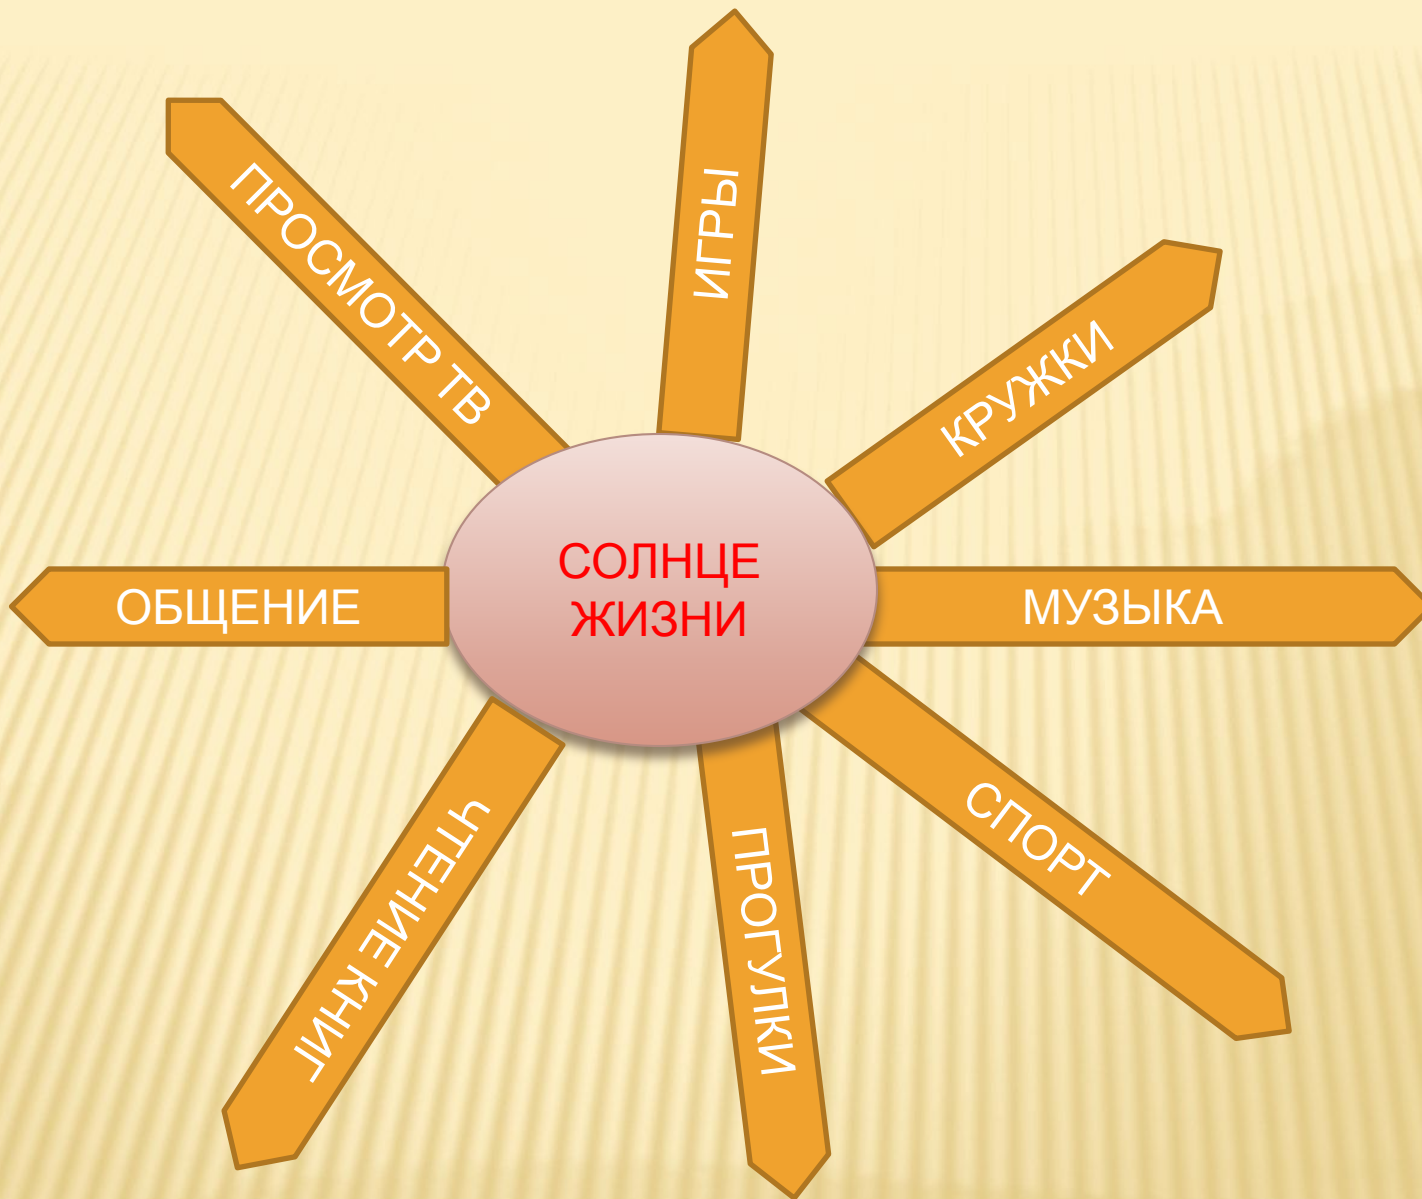 ИГРЫ
ПРОСМОТР ТВ
КРУЖКИ
СОЛНЦЕ
ЖИЗНИ
ОБЩЕНИЕ
МУЗЫКА
СПОРТ
ЧТЕНИЕ КНИГ
ПРОГУЛКИ